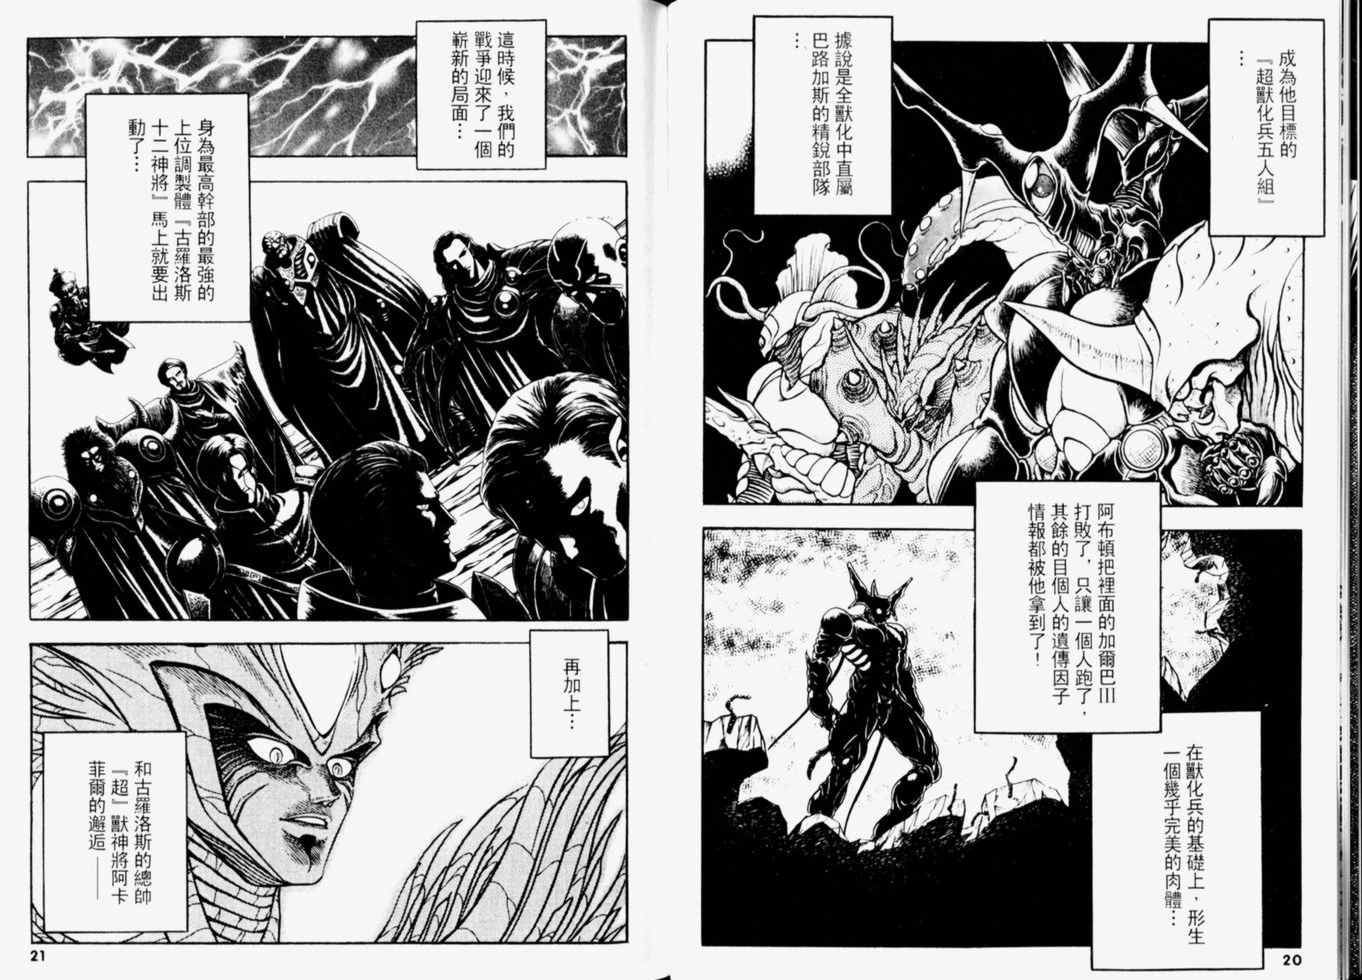 成為他目標的
『超獸化兵五人組』
…
據說是全獸化中直屬
巴路加斯的精銳部隊
…
阿布頓把裡面的加爾巴III
打敗了，只讓一個人跑了，
其餘的目個人的遺傳因子
情報都被他拿到了！
在獸化兵的基礎上，形生
一個幾乎完美的肉體…
20
這時候，我們的
戰爭迎來了一個
嶄新的局面…
身為最高幹部的最強的
上位調製體『古羅洛斯
十二神將』馬上就要出
動了…
再加上…
和古羅洛斯的總帥
『超』獸神將阿卡
菲爾的邂逅——
21